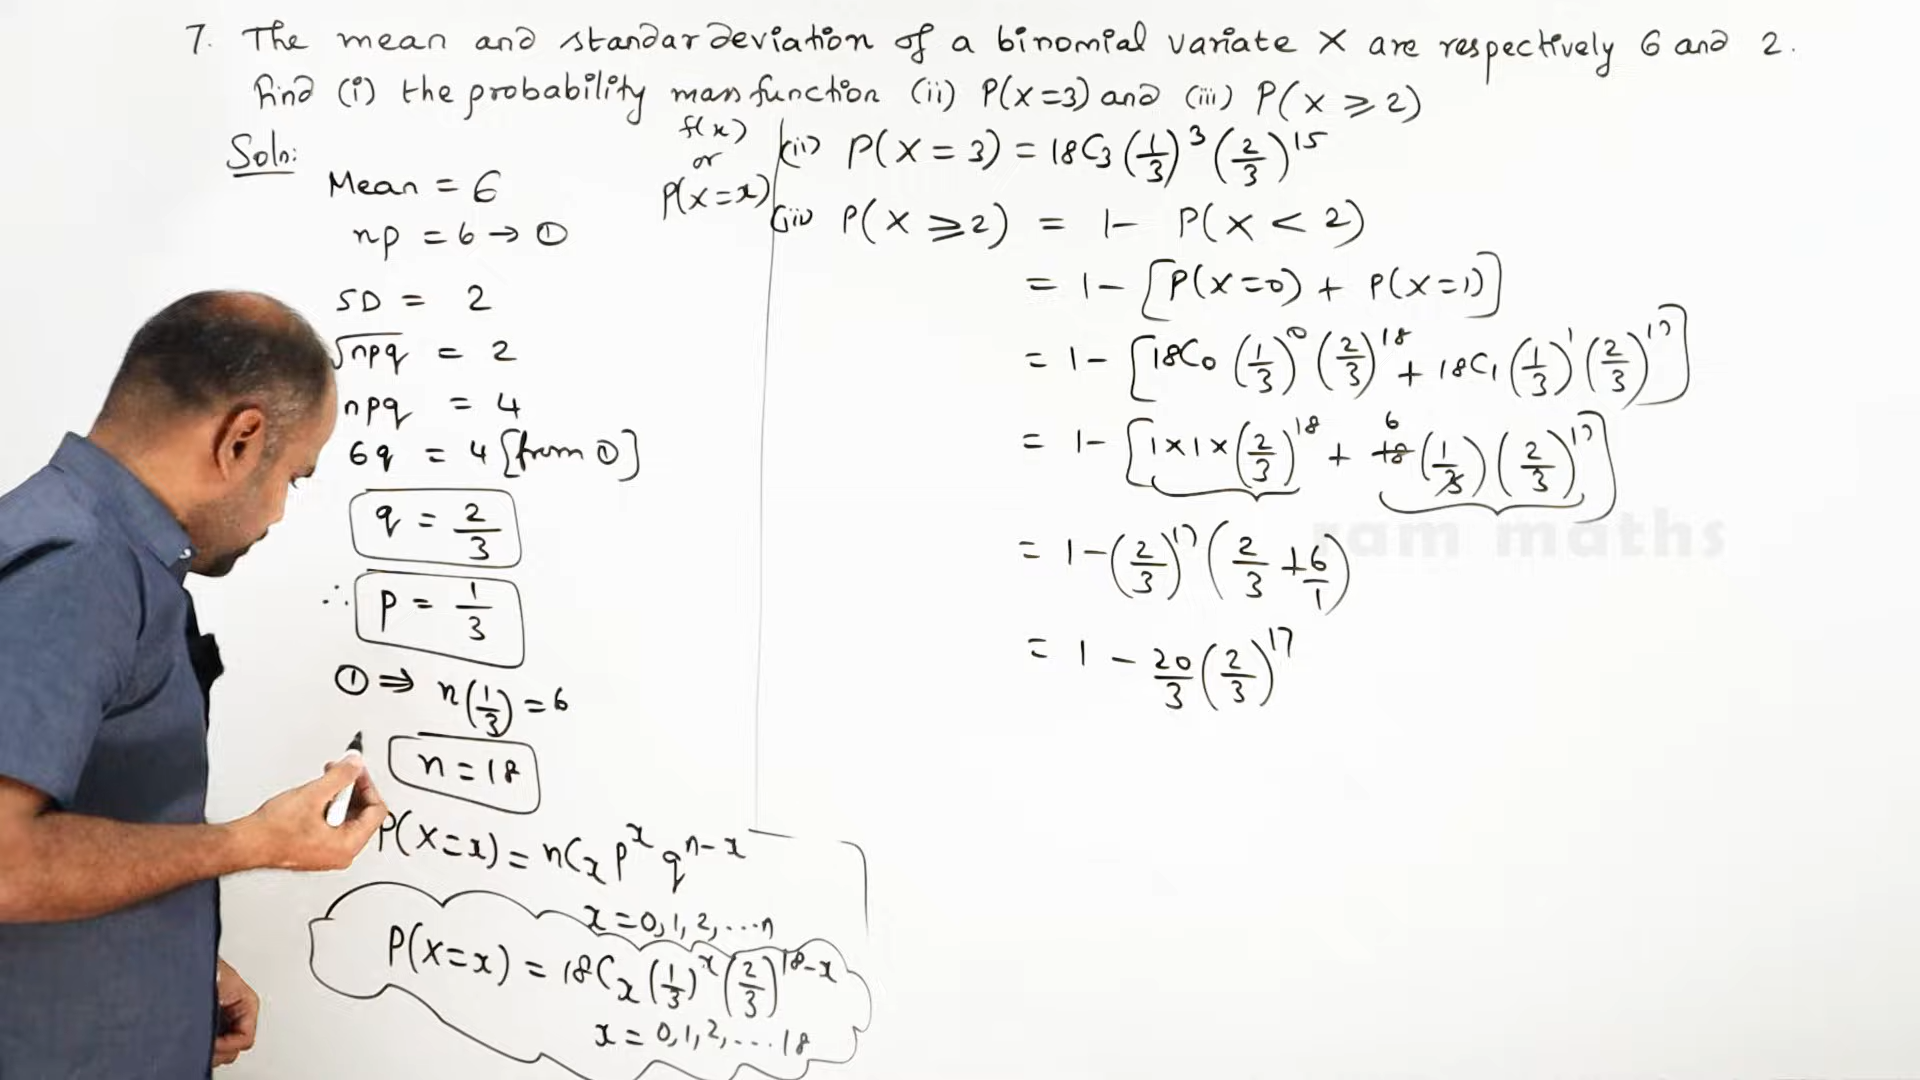 7. The mean and standar deviation of a binomial variate X are respectively 6 and 2.
find (i) the probability mass function (ii) P(X=3) and (iii) P(X ≥ 2)
Soln:
Mean = 6
np = 6 → ①
SD = 2
√npq = 2
npq = 4
6q = 4 [from ①]
q = 2/3
∴ p = 1/3
① ⇒ n(1/3) = 6
n = 18
P(X=x) = nCx p^x q^(n-x)
x = 0, 1, 2, ... n
P(X=x) = 18Cx (1/3)^x (2/3)^(18-x)
x = 0, 1, 2, ... 18
f(x)
or
P(X=x)
(ii) P(X = 3) = 18C3 (1/3)^3 (2/3)^15
(iii) P(X ≥ 2) = 1 - P(X < 2)
= 1 - [P(X=0) + P(X=1)]
= 1 - [18C0 (1/3)^0 (2/3)^18 + 18C1 (1/3)^1 (2/3)^17]
= 1 - [1×1×(2/3)^18 + 6 18 (1/3) (2/3)^17]
= 1 - (2/3)^17 (2/3 + 6/1)
= 1 - 20/3 (2/3)^17
ram maths